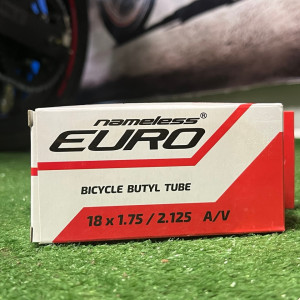 nameless®
EURO
BICYCLE BUTYL TUBE
18 x 1.75 / 2.125 A/V